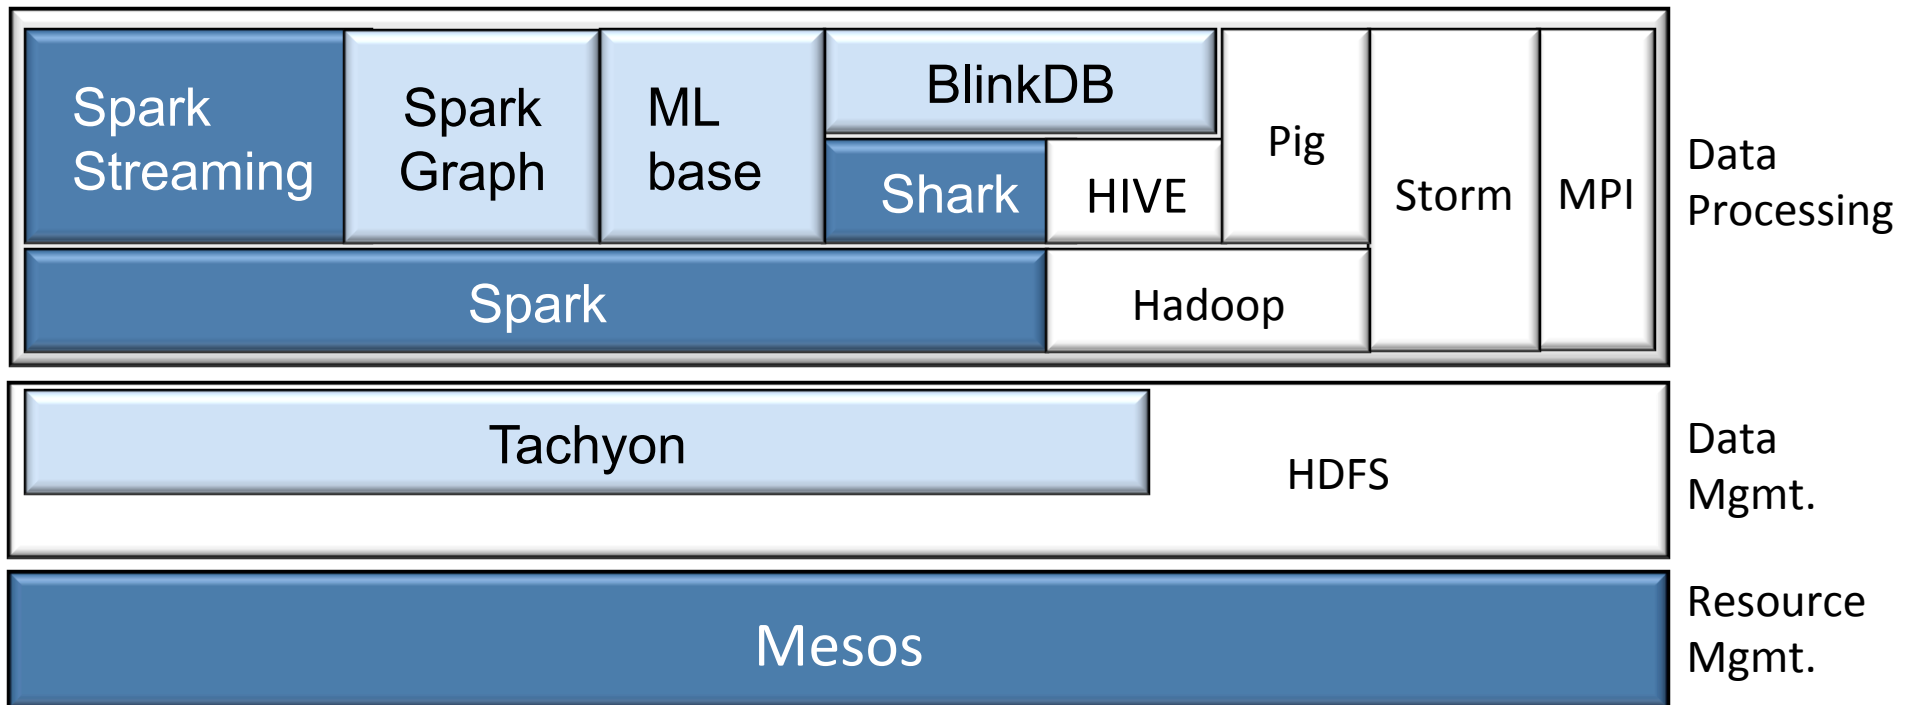 Spark
Streaming
Spark
Graph
ML
base
BlinkDB
Shark
HIVE
Pig
Storm
MPI
Spark
Hadoop
Data
Processing
Tachyon
HDFS
Data
Mgmt.
Mesos
Resource
Mgmt.